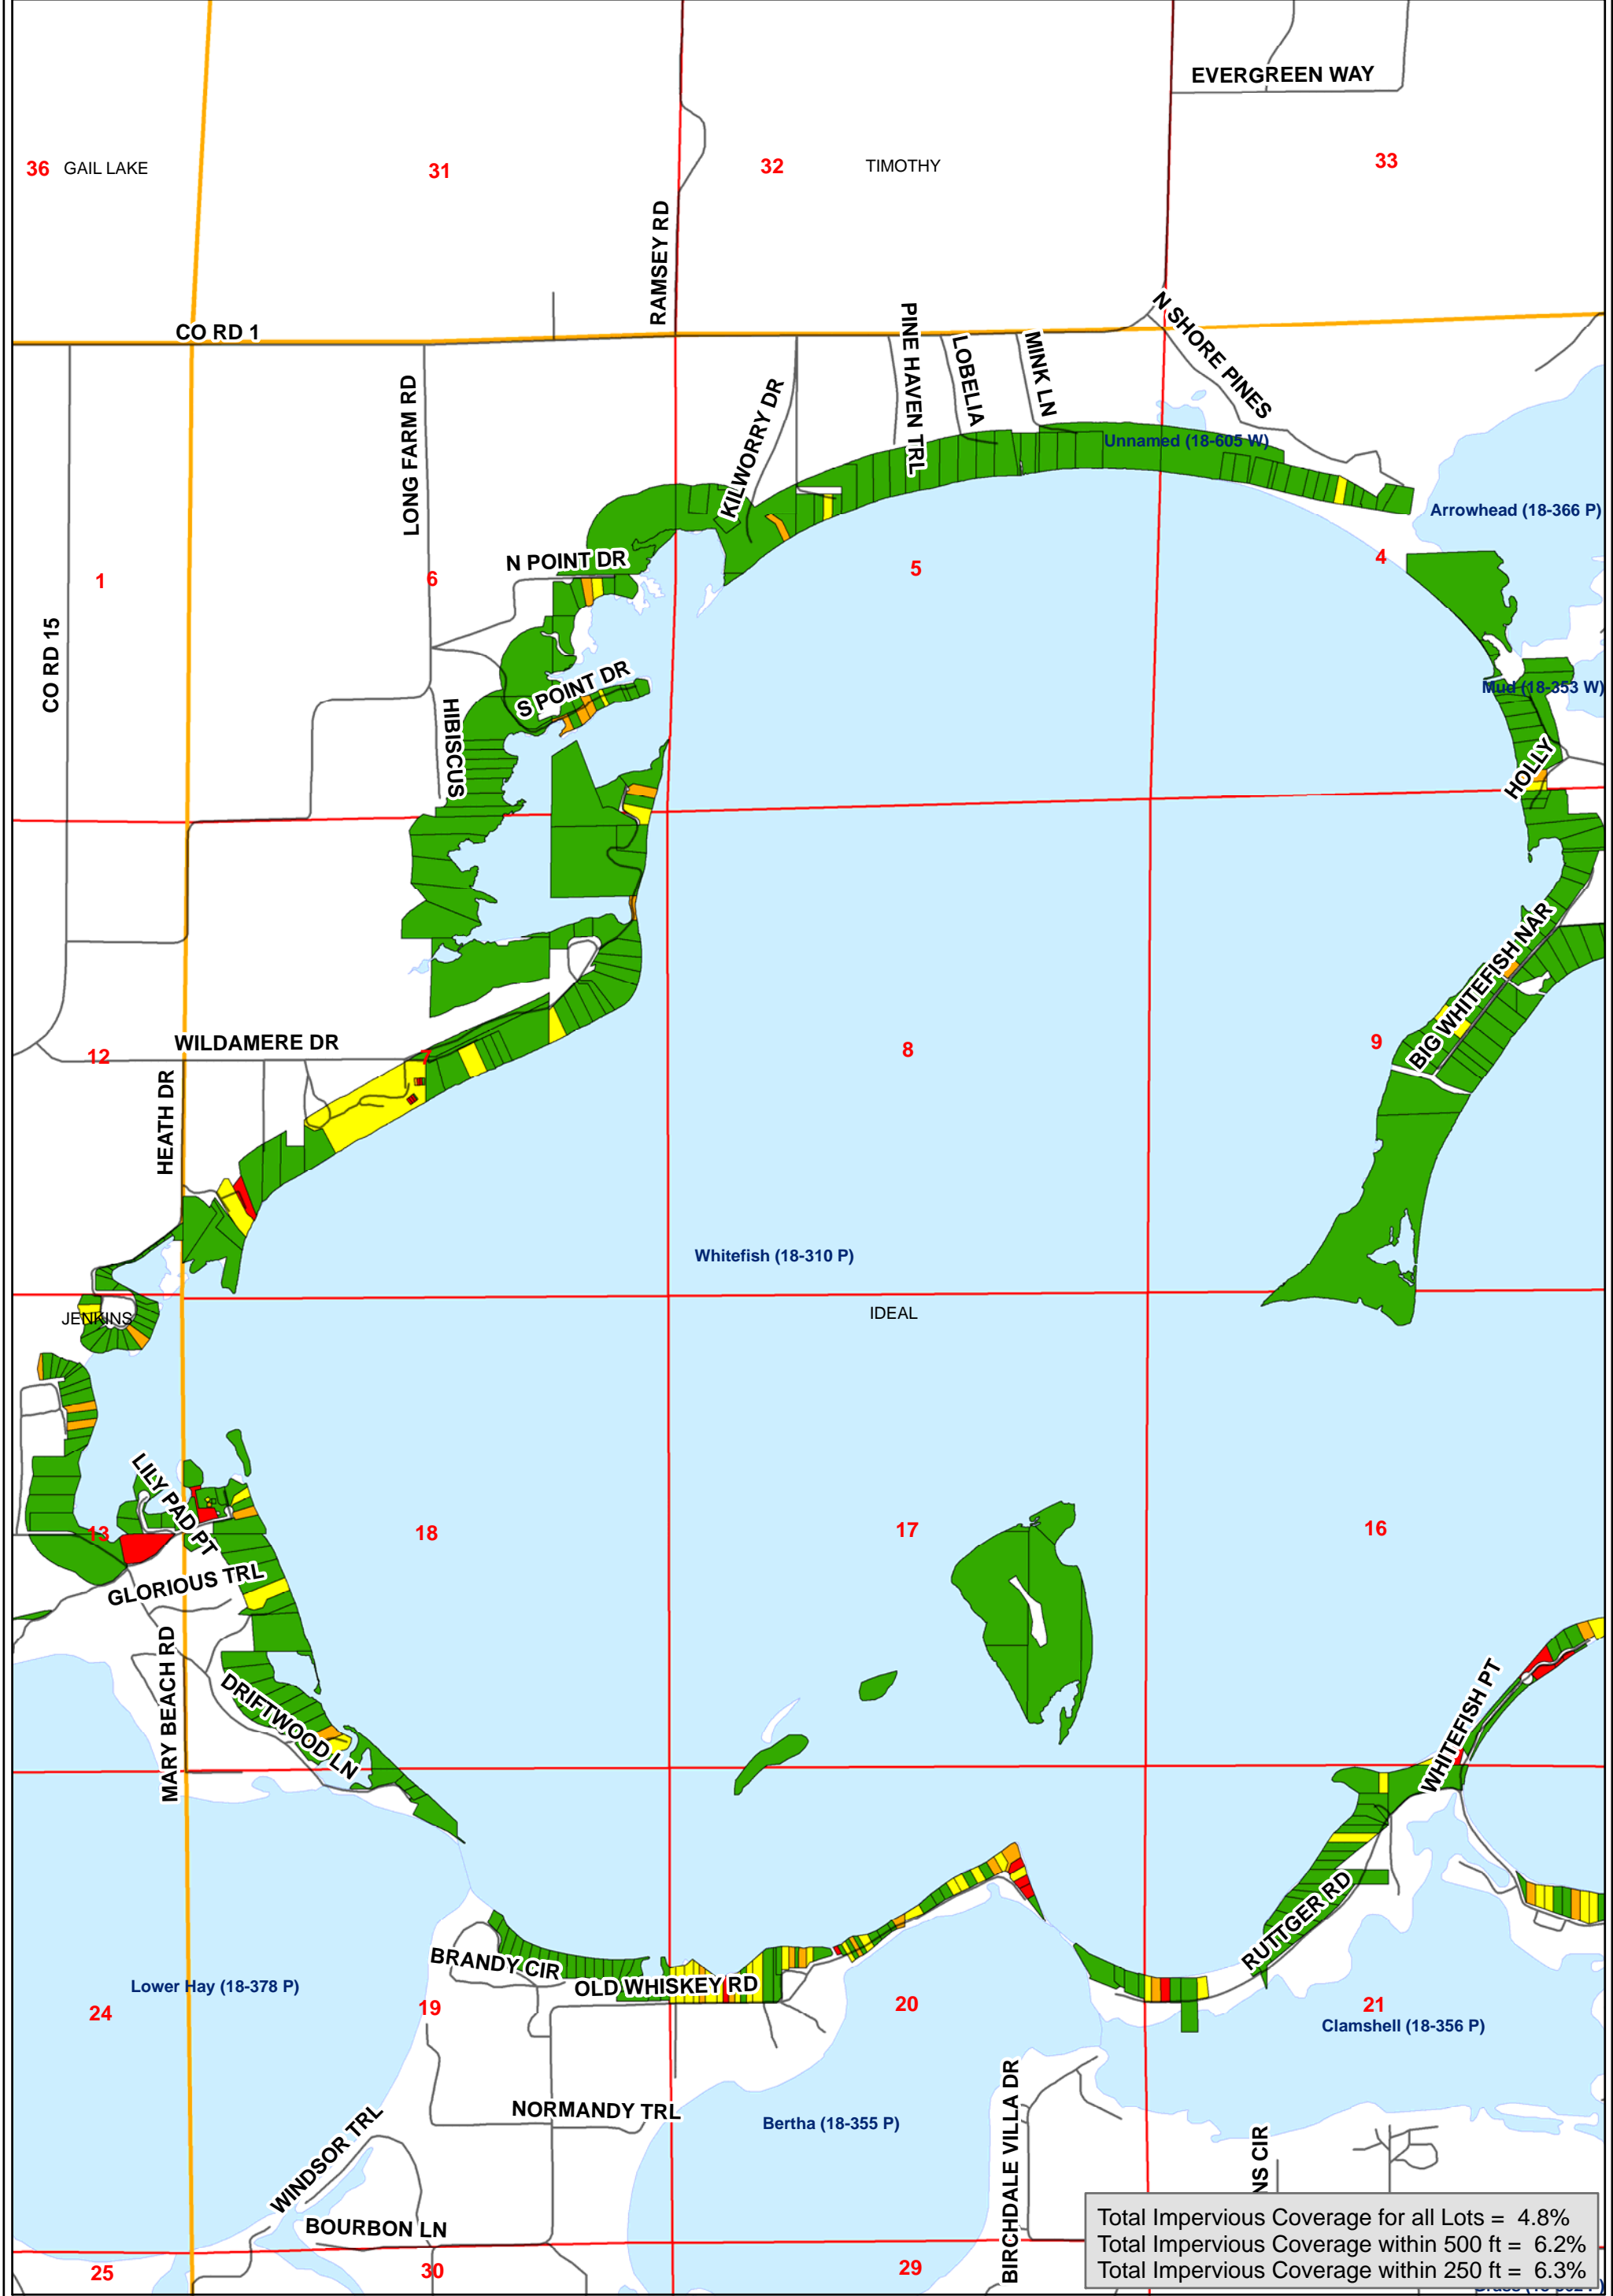 EVERGREEN WAY
36 GAIL LAKE
31
32
TIMOTHY
33
RAMSEY RD
CO RD 1
N SHORE PINES
PINE HAVEN TRL
LOBELIA
MINK LN
LONG FARM RD
KILWORRY DR
Unnamed (18-605 W)
Arrowhead (18-366 P)
N POINT DR
1
6
5
4
CO RD 15
S POINT DR
Mud (18-353 W)
HIBISCUS
HOLLY
BIG WHITEFISH NAR
WILDAMERE DR
12
7
8
9
HEATH DR
Whitefish (18-310 P)
JENKINS
IDEAL
LILY PAD PT
13
18
17
16
GLORIOUS TRL
MARY BEACH RD
DRIFTWOOD LN
WHITEFISH PT
RUTTGER RD
BRANDY CIR
OLD WHISKEY RD
Lower Hay (18-378 P)
24
19
20
21
Clamshell (18-356 P)
NORMANDY TRL
Bertha (18-355 P)
BIRCHDALE VILLA DR
NS CIR
WINDSOR TRL
BOURBON LN
25
30
29
Total Impervious Coverage for all Lots = 4.8%
Total Impervious Coverage within 500 ft = 6.2%
Total Impervious Coverage within 250 ft = 6.3%